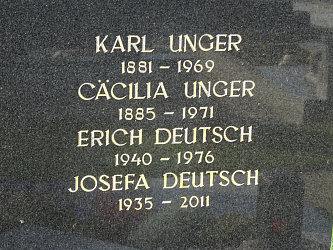 KARL UNGER
1881 – 1969
CÄCILIA UNGER
1885 – 1971
ERICH DEUTSCH
1940 – 1976
JOSEFA DEUTSCH
1935 – 2011